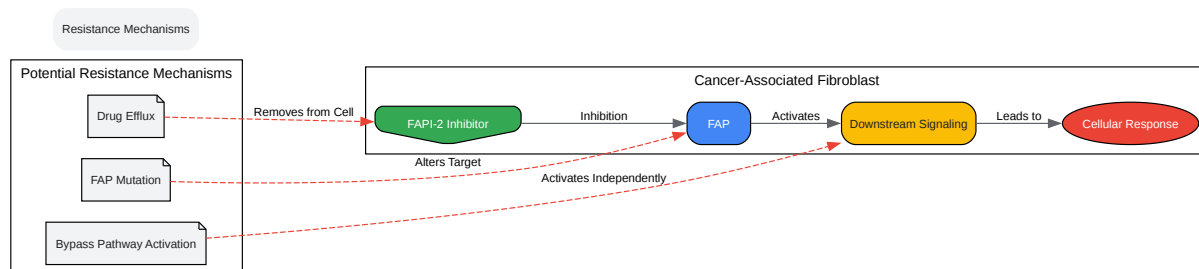 Resistance Mechanisms
Potential Resistance Mechanisms
Cancer-Associated Fibroblast
Drug Efflux
Removes from Cell
FAPI-2 Inhibitor
Inhibition
FAP
Activates
Downstream Signaling
Leads to
Cellular Response
Alters Target
FAP Mutation
Activates Independently
Bypass Pathway Activation